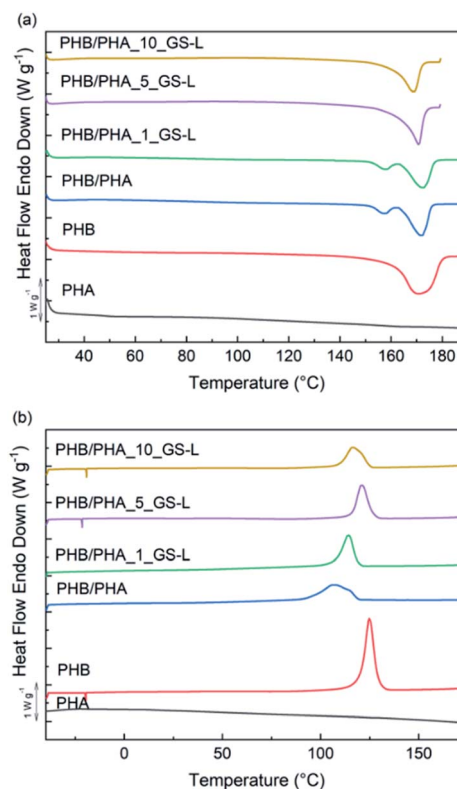 (a)
PHB/PHA_10_GS-L
PHB/PHA_5_GS-L
PHB/PHA_1_GS-L
PHB/PHA
PHB
PHA
Heat Flow Endo Down (W g⁻¹)
1 W g⁻¹
40 60 80 100 120 140 160 180
Temperature (°C)
(b)
PHB/PHA_10_GS-L
PHB/PHA_5_GS-L
PHB/PHA_1_GS-L
PHB/PHA
PHB
PHA
Heat Flow Endo Down (W g⁻¹)
1 W g⁻¹
0 50 100 150
Temperature (°C)